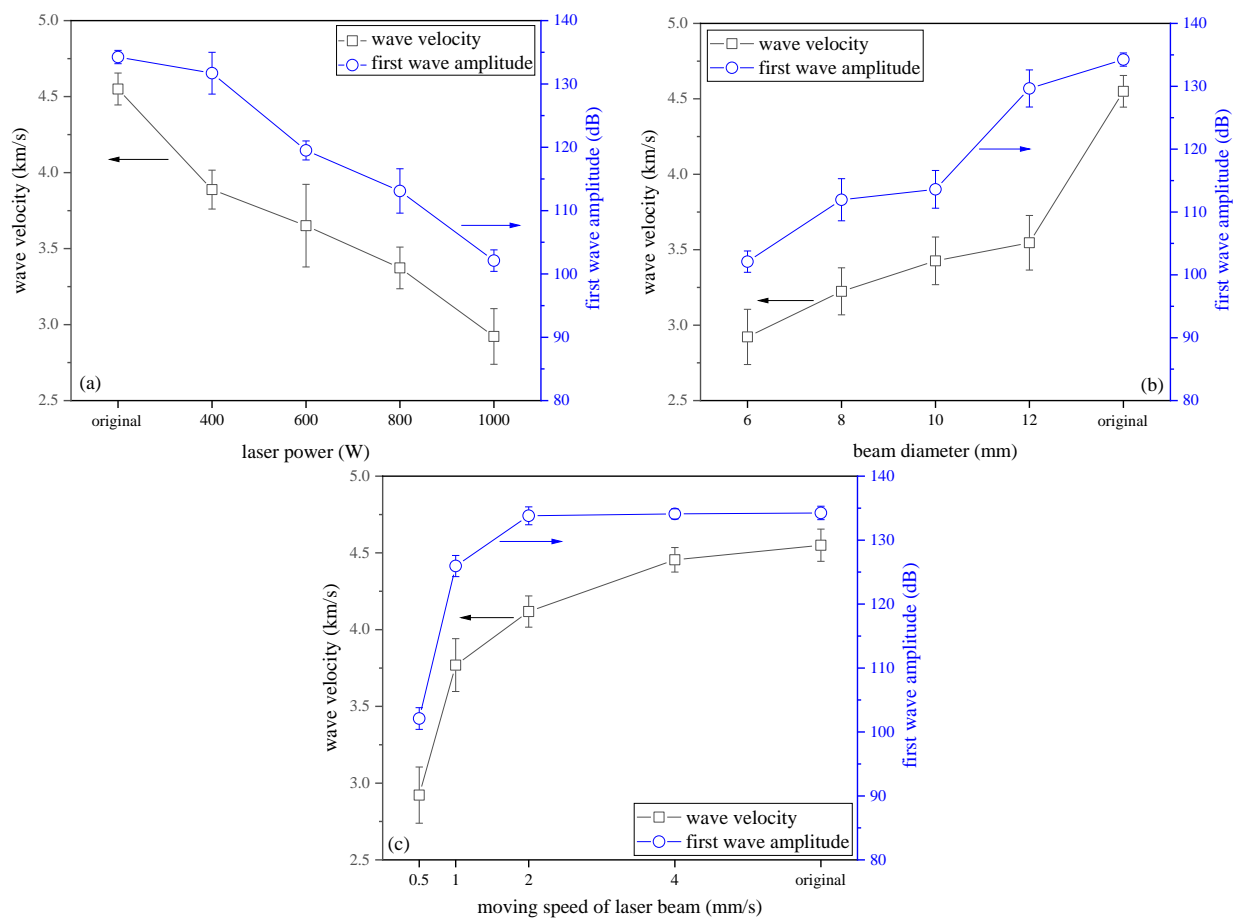 wave velocity
first wave amplitude
5.0
4.5
4.0
3.5
3.0
2.5
wave velocity (km/s)
140
130
120
110
100
90
80
first wave amplitude (dB)
(a)
original 400 600 800 1000
laser power (W)
wave velocity
first wave amplitude
5.0
4.5
4.0
3.5
3.0
2.5
wave velocity (km/s)
140
130
120
110
100
90
80
first wave amplitude (dB)
(b)
6 8 10 12 original
beam diameter (mm)
5.0
4.5
4.0
3.5
3.0
2.5
wave velocity (km/s)
140
130
120
110
100
90
80
first wave amplitude (dB)
wave velocity
first wave amplitude
(c)
0.5 1 2 4 original
moving speed of laser beam (mm/s)